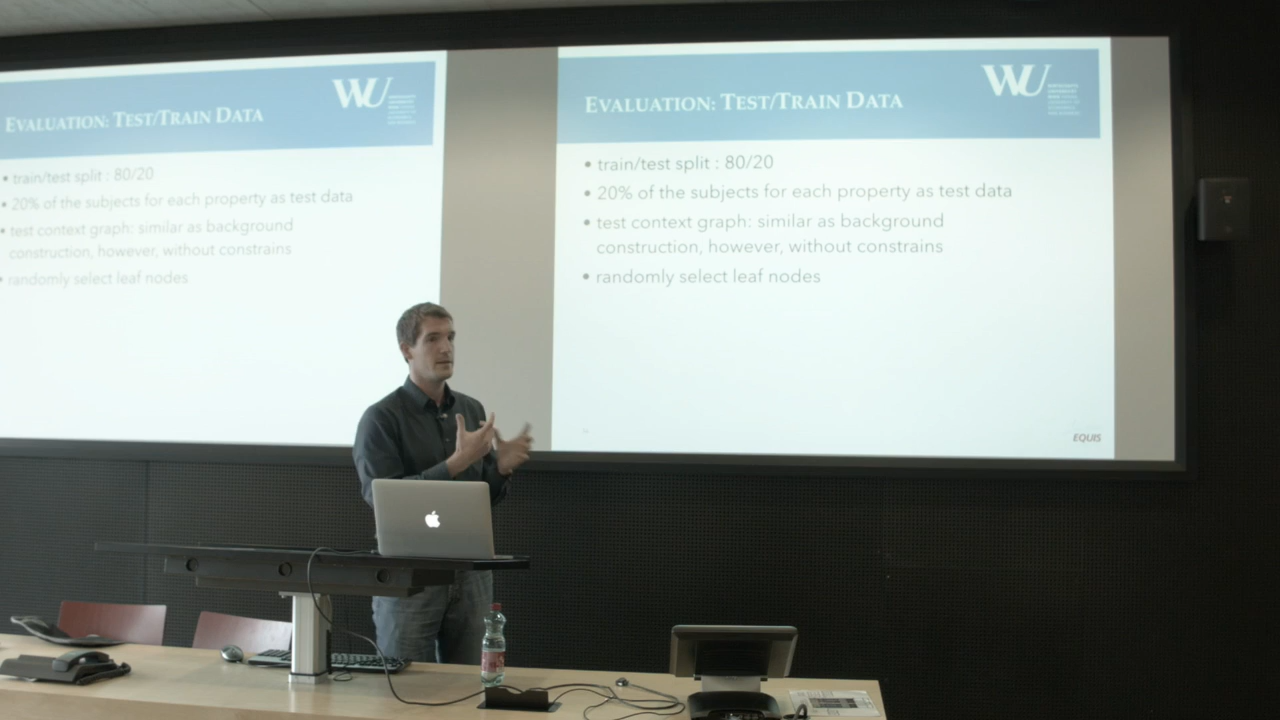 EVALUATION: TEST/TRAIN DATA
WU
• train/test split : 80/20
• 20% of the subjects for each property as test data
• test context graph: similar as background
construction, however, without constrains
• randomly select leaf nodes
EVALUATION: TEST/TRAIN DATA
WU
• train/test split : 80/20
• 20% of the subjects for each property as test data
• test context graph: similar as background
construction, however, without constrains
• randomly select leaf nodes
EQUIS